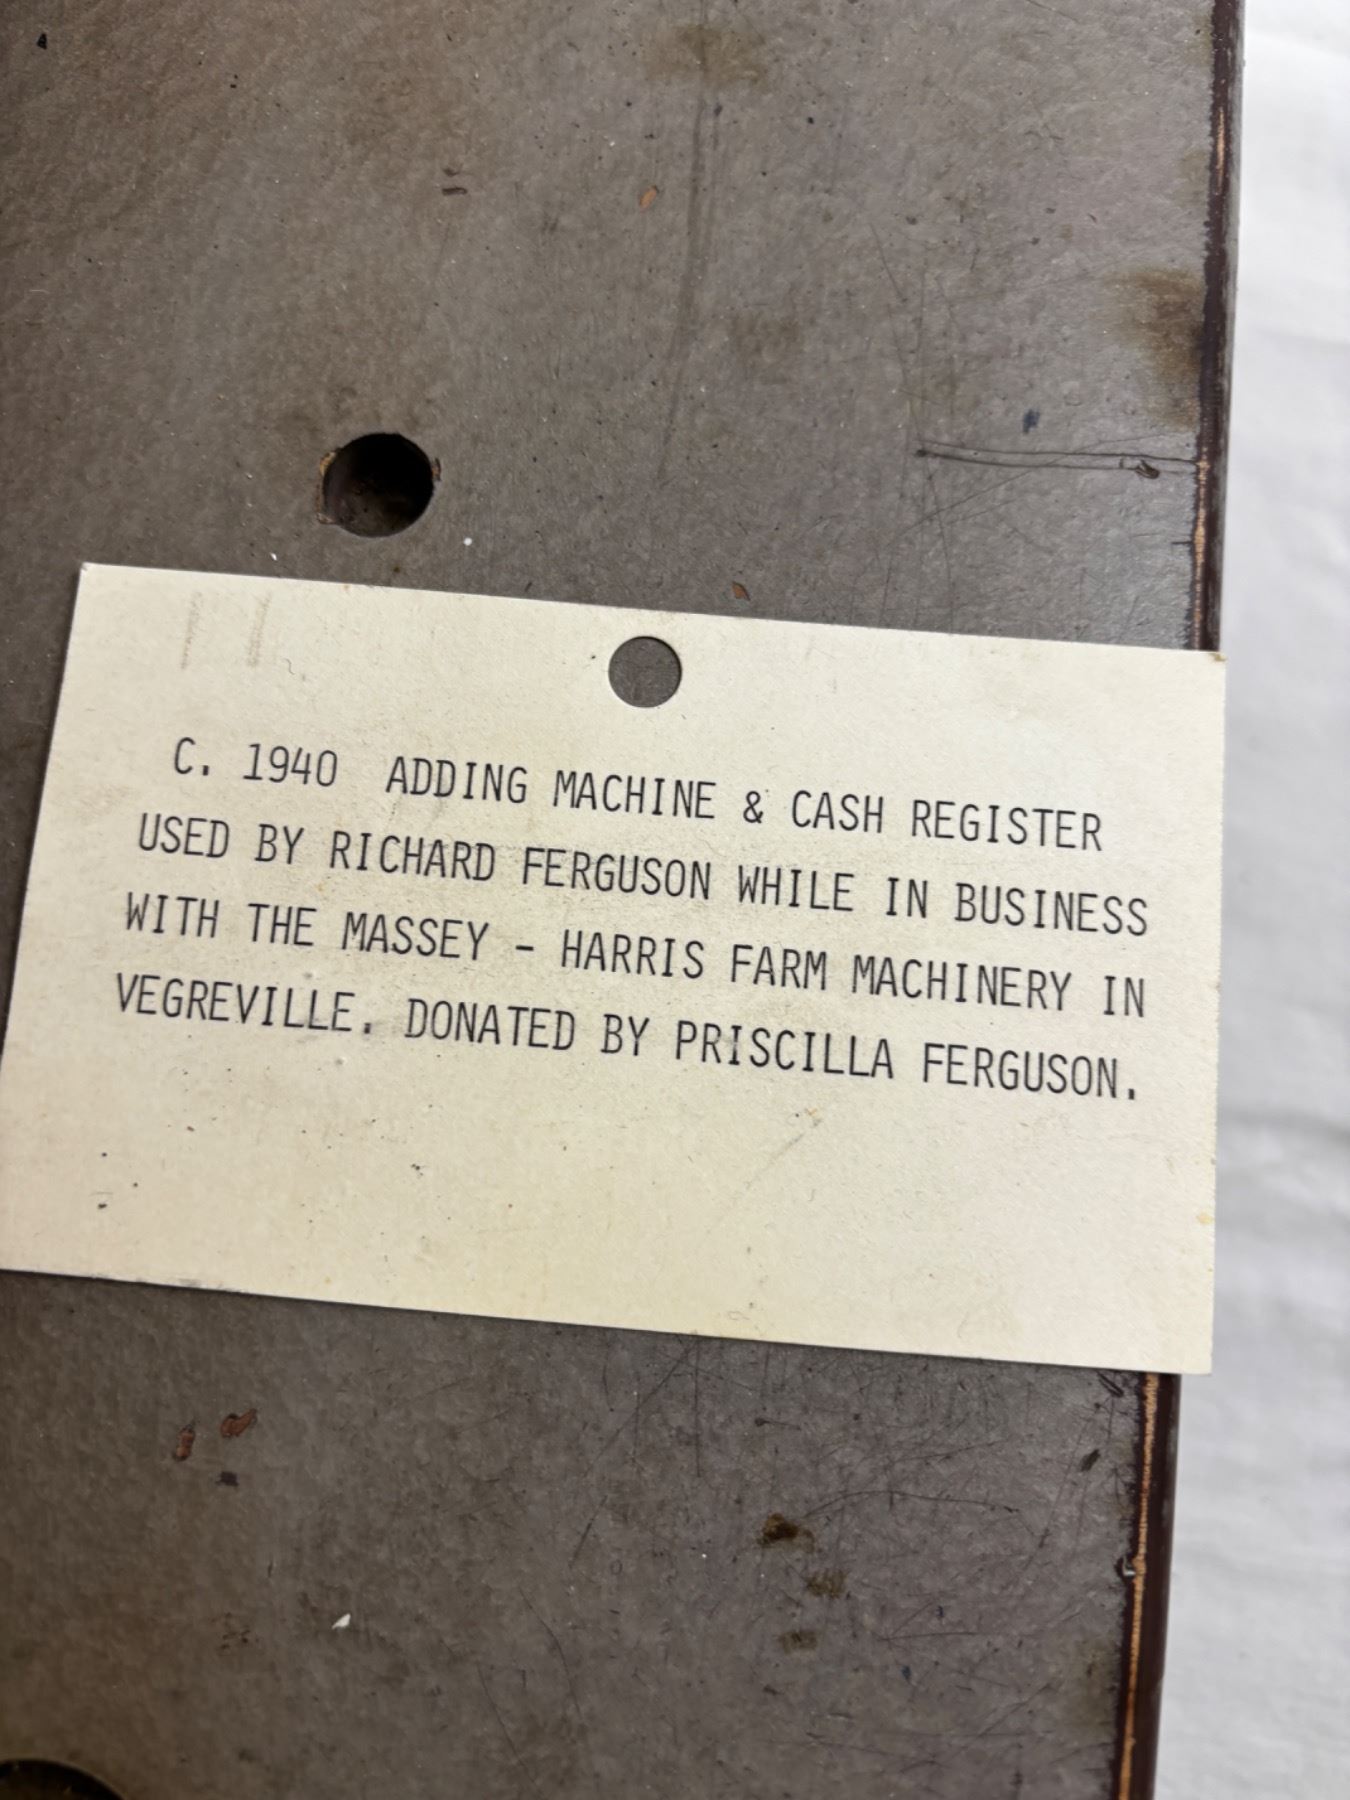 C. 1940 ADDING MACHINE & CASH REGISTER
USED BY RICHARD FERGUSON WHILE IN BUSINESS
WITH THE MASSEY - HARRIS FARM MACHINERY IN
VEGREVILLE. DONATED BY PRISCILLA FERGUSON.